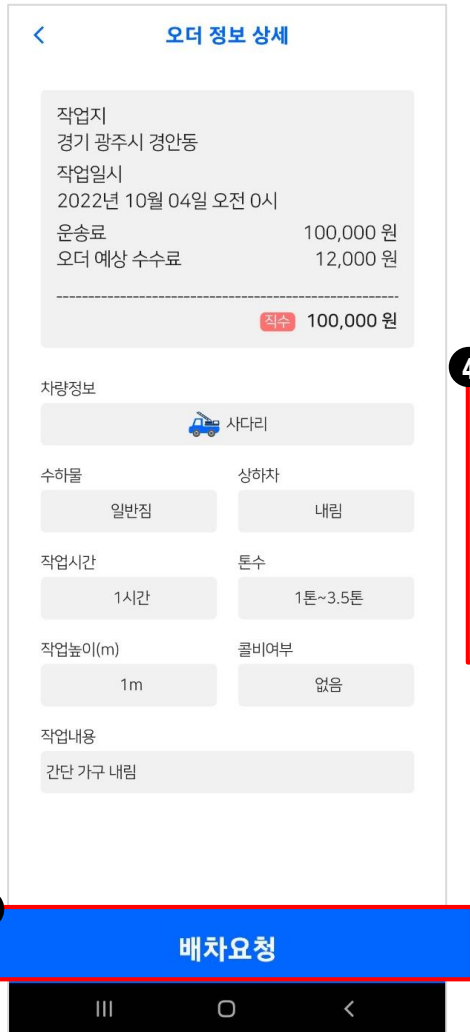 오더 정보 상세
작업지
경기 광주시 경안동
작업일시
2022년 10월 04일 오전 0시
운송료 100,000 원
오더 예상 수수료 12,000 원
직수 100,000 원
차량정보
사다리
수하물 상하차
일반짐 내림
작업시간 톤수
1시간 1톤~3.5톤
작업높이(m) 콜비여부
1m 없음
작업내용
간단 가구 내림
배차요청
4